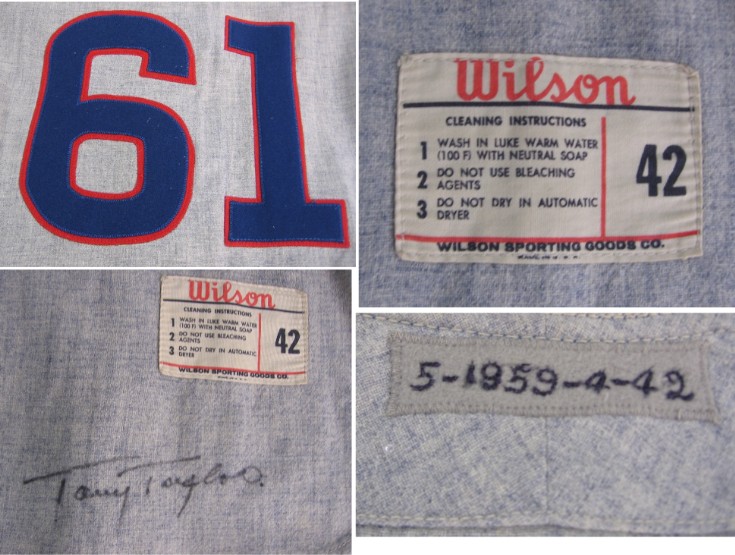 61
Wilson
CLEANING INSTRUCTIONS
1 WASH IN LUKE WARM WATER
(100 F) WITH NEUTRAL SOAP
2 DO NOT USE BLEACHING
AGENTS
3 DO NOT DRY IN AUTOMATIC
DRYER
42
WILSON SPORTING GOODS CO.
Wilson
CLEANING INSTRUCTIONS
1 WASH IN LUKE WARM WATER
(100 F) WITH NEUTRAL SOAP
2 DO NOT USE BLEACHING
AGENTS
3 DO NOT DRY IN AUTOMATIC
DRYER
42
WILSON SPORTING GOODS CO.
Tony Taylor
5-1959-4-42